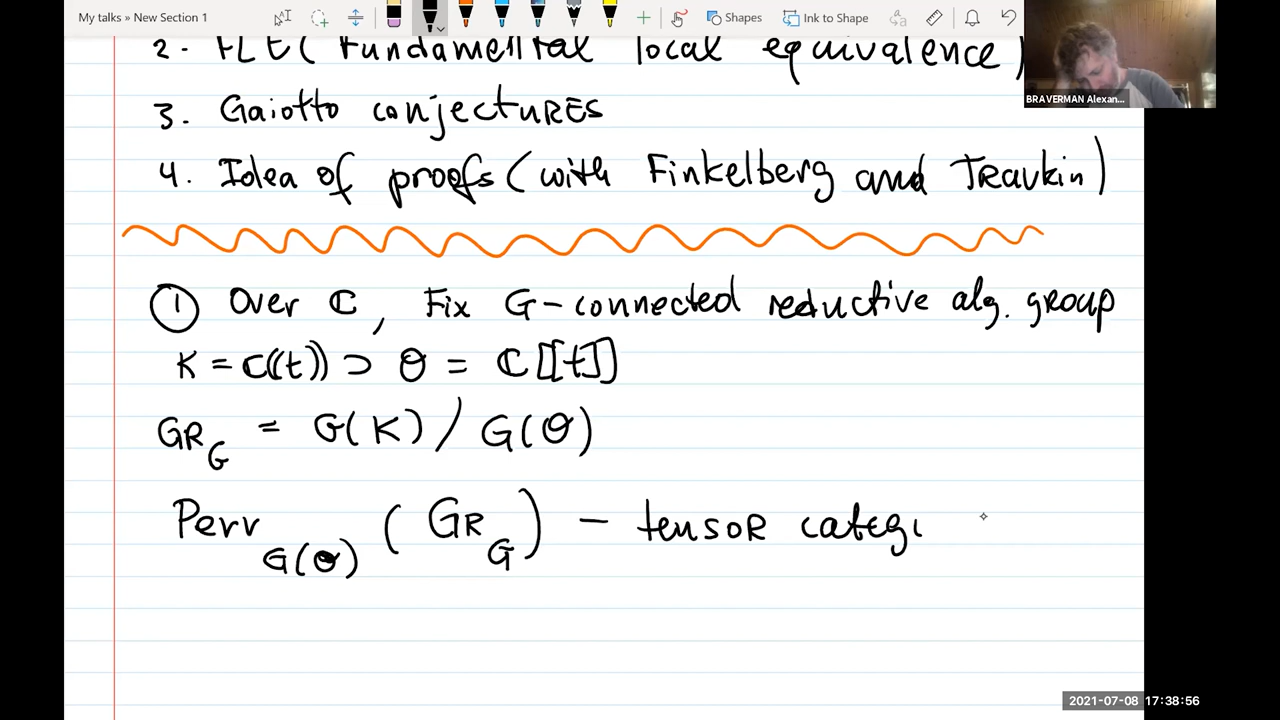 My talks » New Section 1
Shapes
Ink to Shape
2. FLE (Fundamental local equivalence)
BRAVERMAN Alexan...
3. Gaiotto conjectures
4. Idea of proofs (with Finkelberg and Travkin)
① Over ℂ, Fix G-connected reductive alg. group
K = ℂ((t)) ⊃ O = ℂ[[t]]
GR_G = G(K) / G(O)
Perv_G(O) (GR_G) - tensor categ
2021-07-08 17:38:56